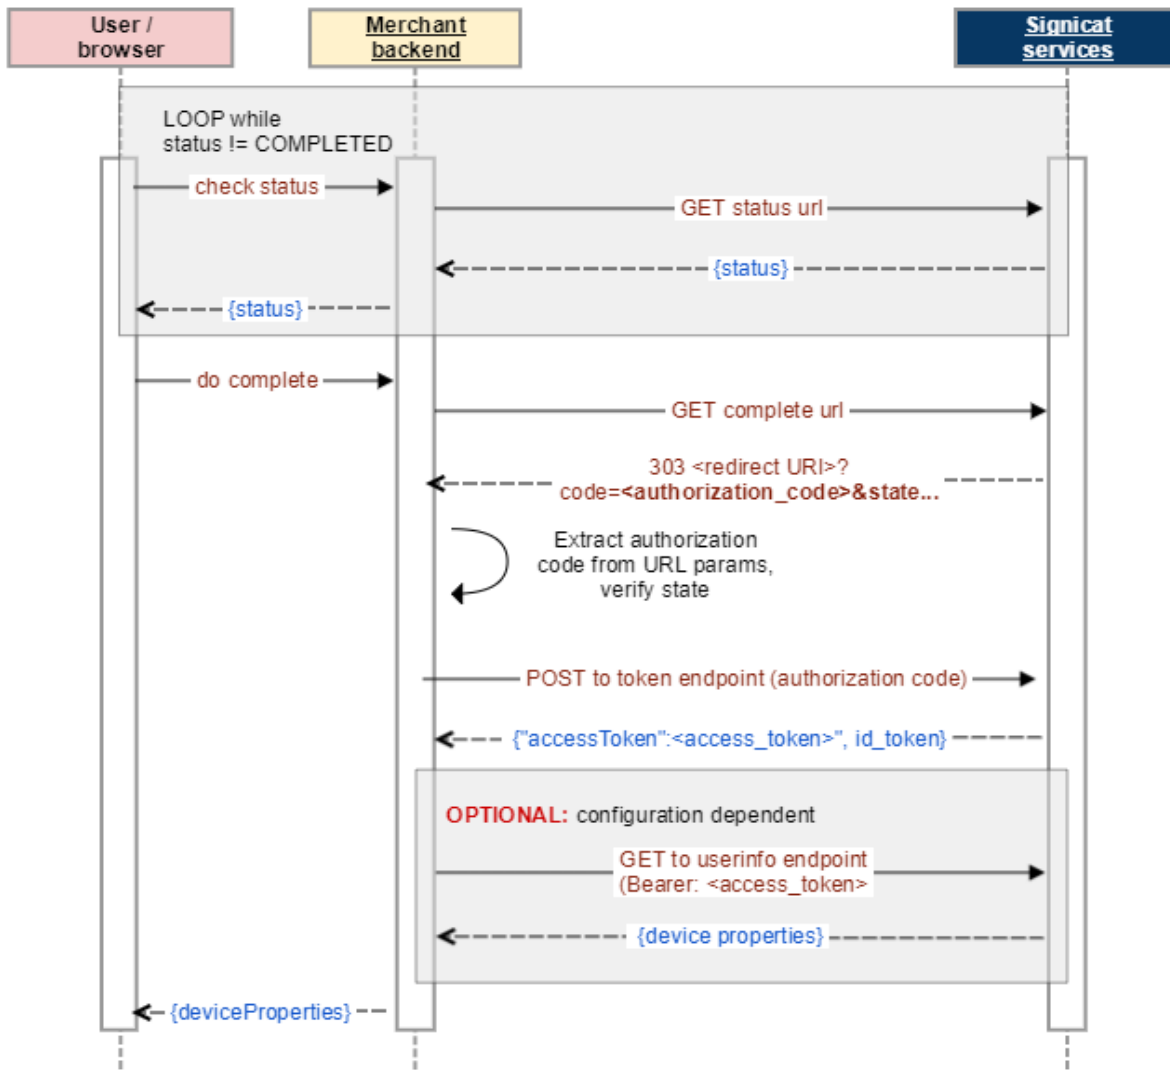 User /
browser
Merchant
backend
Signicat
services
LOOP while
status != COMPLETED
check status
GET status url
{status}
{status}
do complete
GET complete url
303 <redirect URI>?
code=<authorization_code>&state...
Extract authorization
code from URL params,
verify state
POST to token endpoint (authorization code)
{"accessToken":<access_token>", id_token}
OPTIONAL: configuration dependent
GET to userinfo endpoint
(Bearer: <access_token>
{device properties}
{deviceProperties}